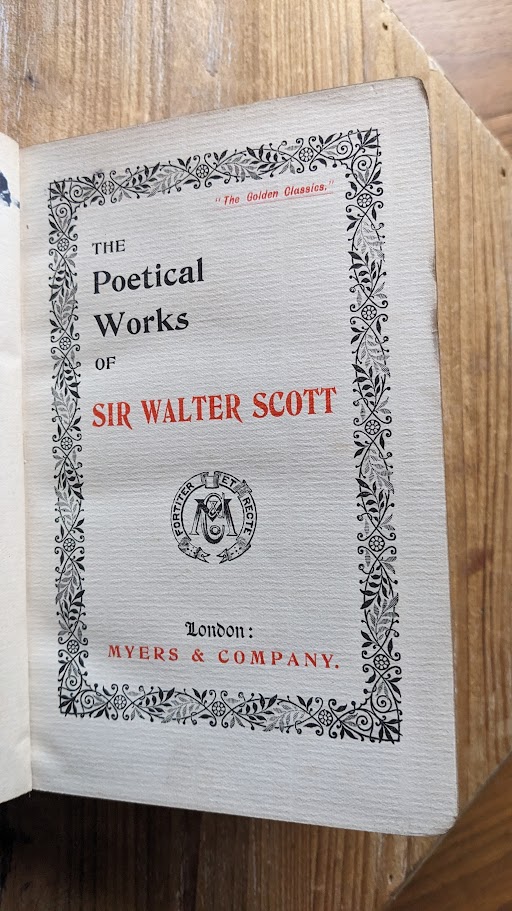 "The Golden Classics."
THE
Poetical
Works
OF
SIR WALTER SCOTT
FORTITER ET RECTE
London:
MYERS & COMPANY.